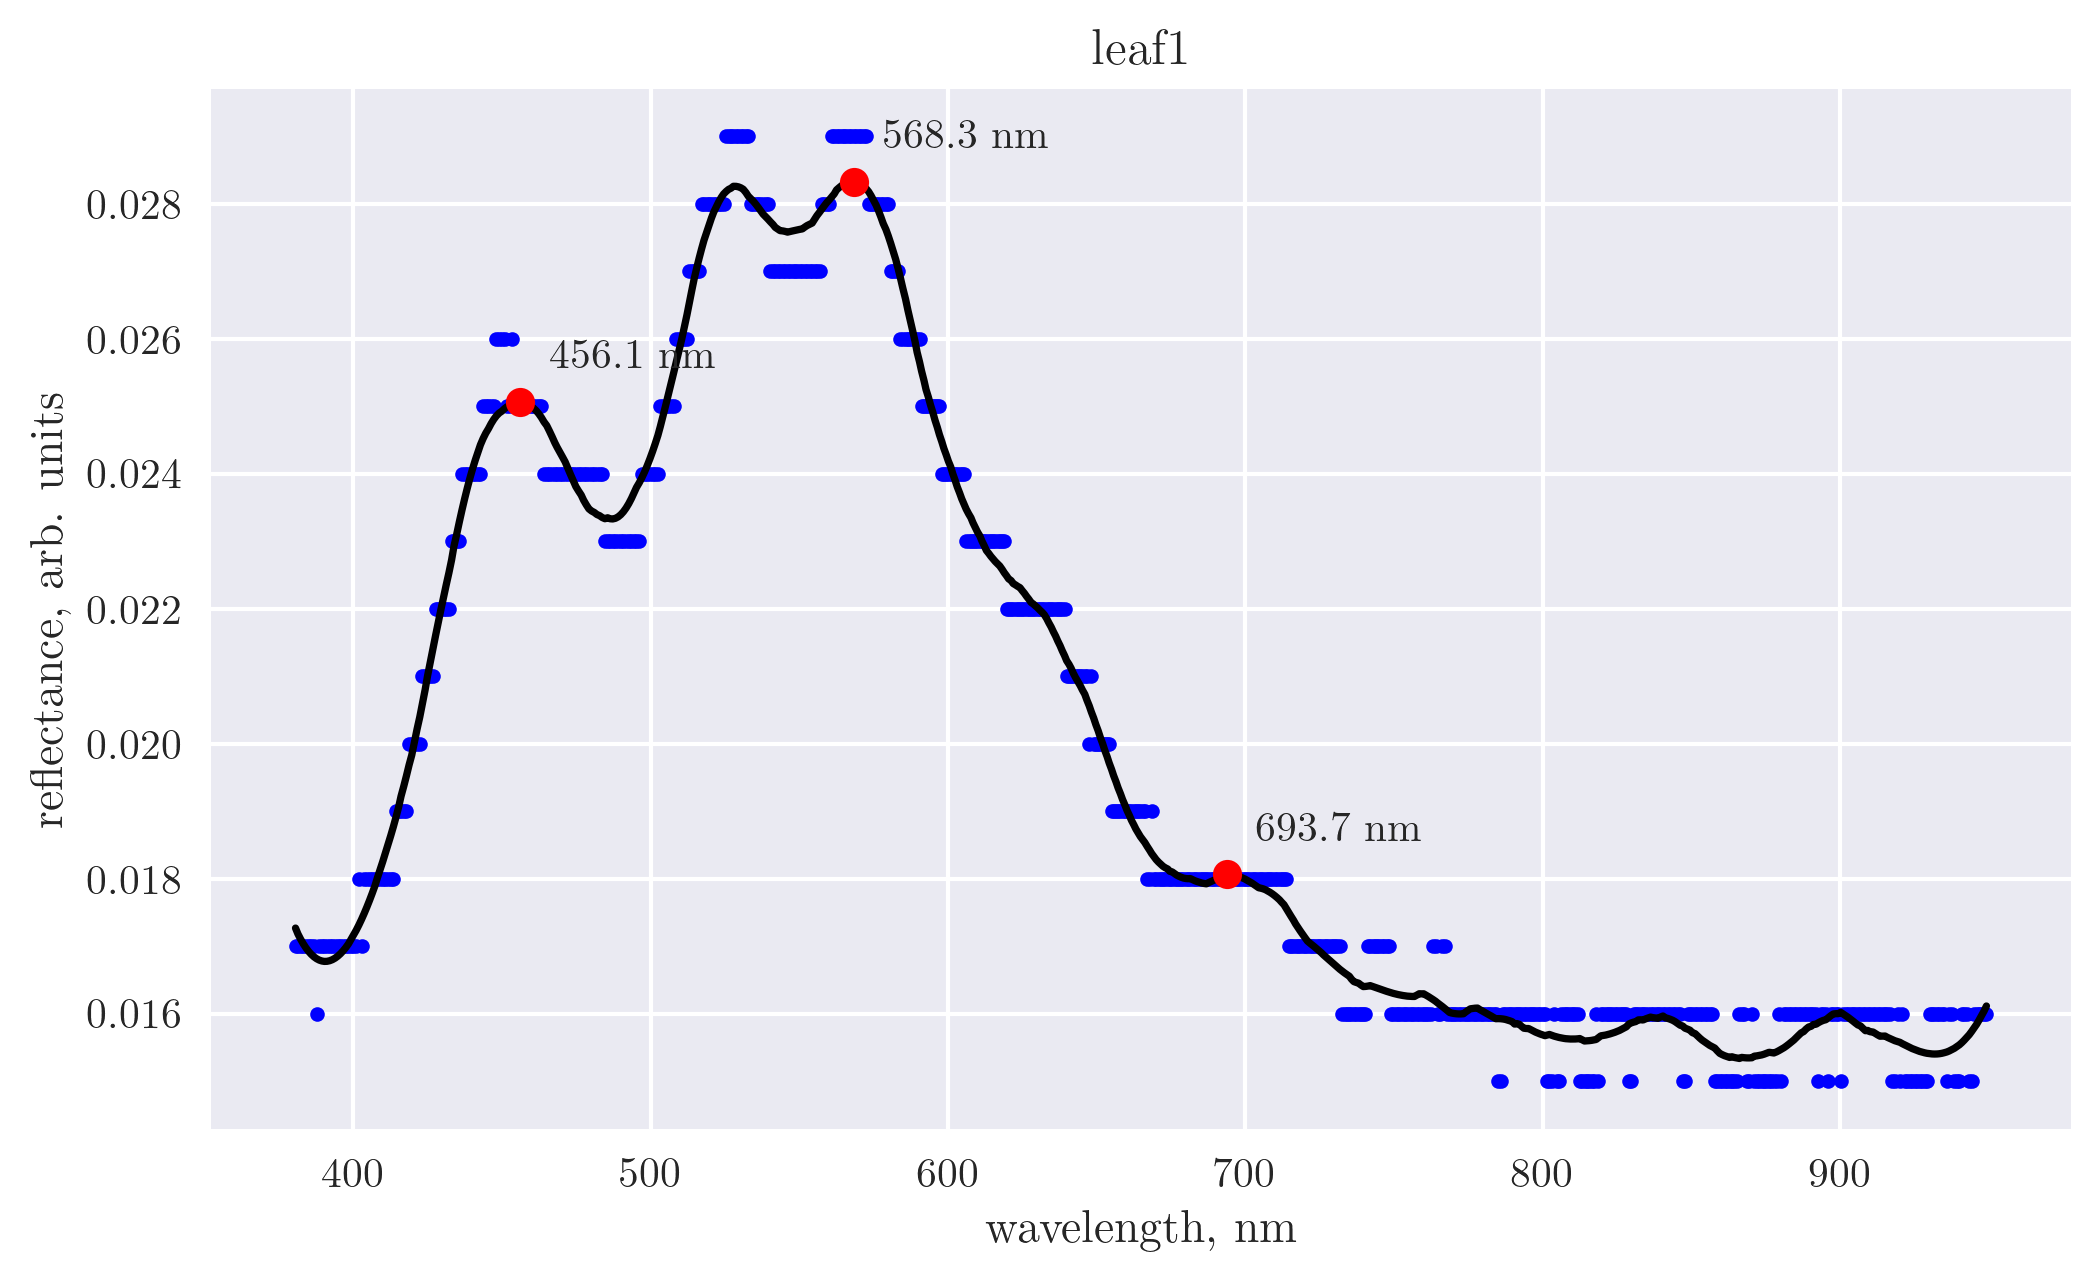 leaf1
568.3 nm
456.1 nm
693.7 nm
reflectance, arb. units
0.028
0.026
0.024
0.022
0.020
0.018
0.016
400 500 600 700 800 900
wavelength, nm